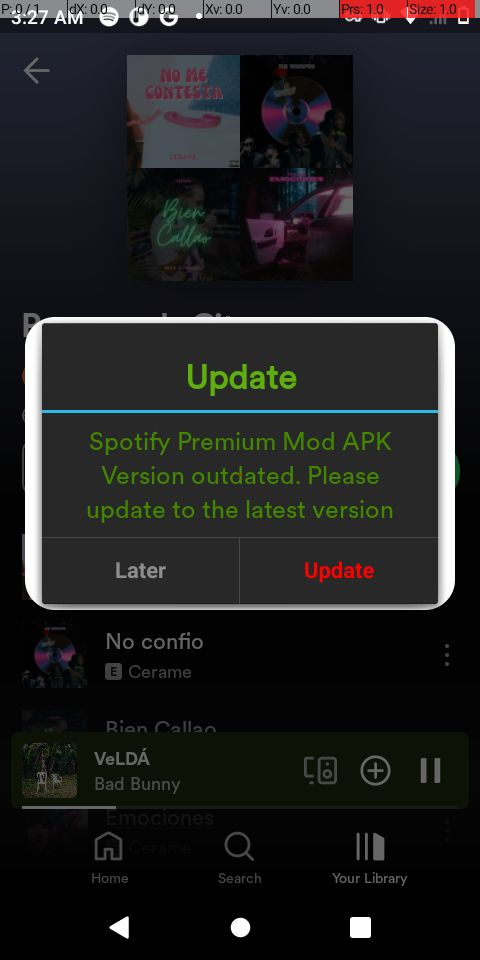 P: 0 / 1 dX: 0.0 dY: 0.0 Xv: 0.0 Yv: 0.0 Prs: 1.0 Size: 1.0
3:27 AM
NO ME
CONTESTA
CERAME
Bien
Callao
EMOCIONES
Update
Spotify Premium Mod APK
Version outdated. Please
update to the latest version
Later Update
No confio
E Cerame
Bien Callao
VeLDÁ
Bad Bunny
Emociones
Cerame
Home Search Your Library